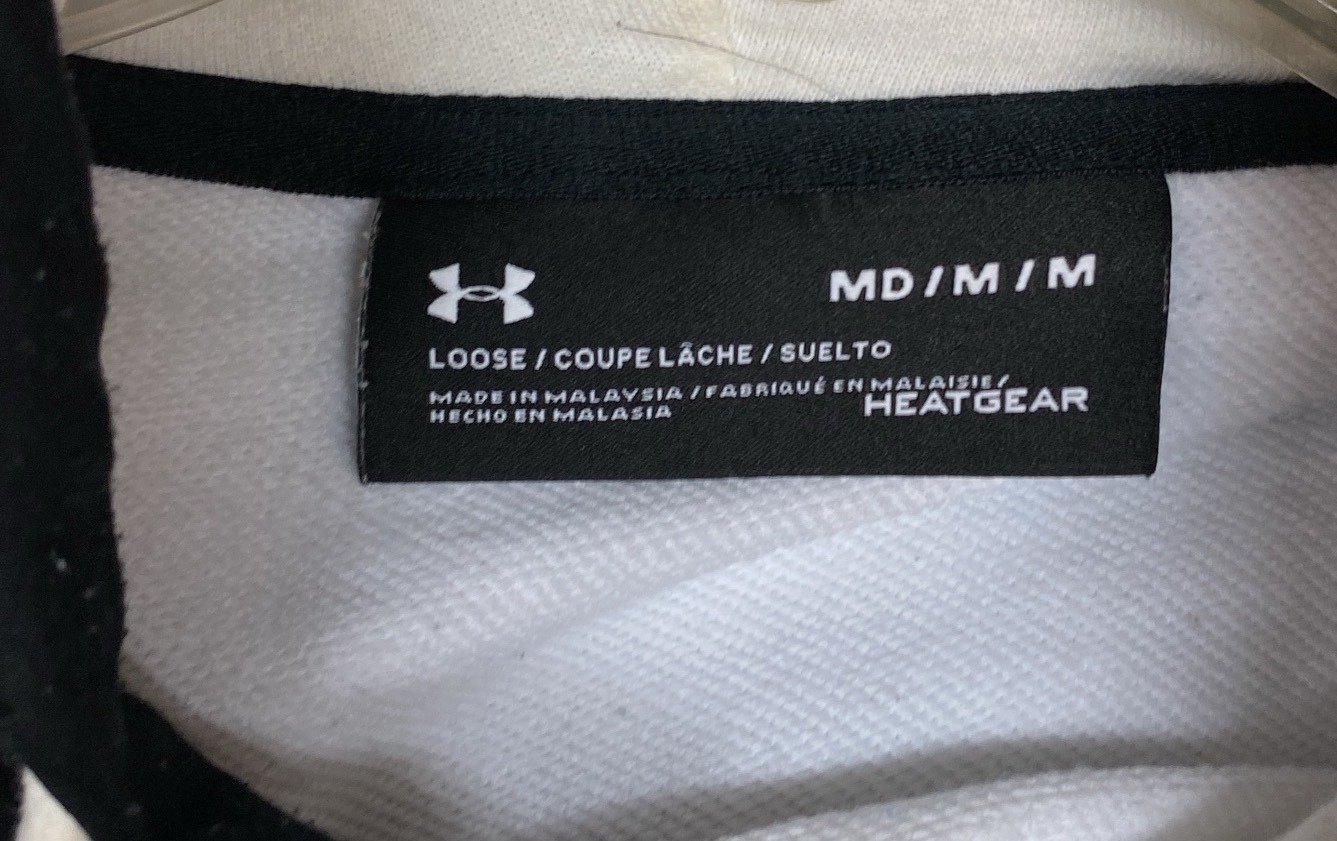 MD / M / M
LOOSE / COUPE LÂCHE / SUELTO
MADE IN MALAYSIA / FABRIQUÉ EN MALAISIE /
HECHO EN MALASIA
HEATGEAR